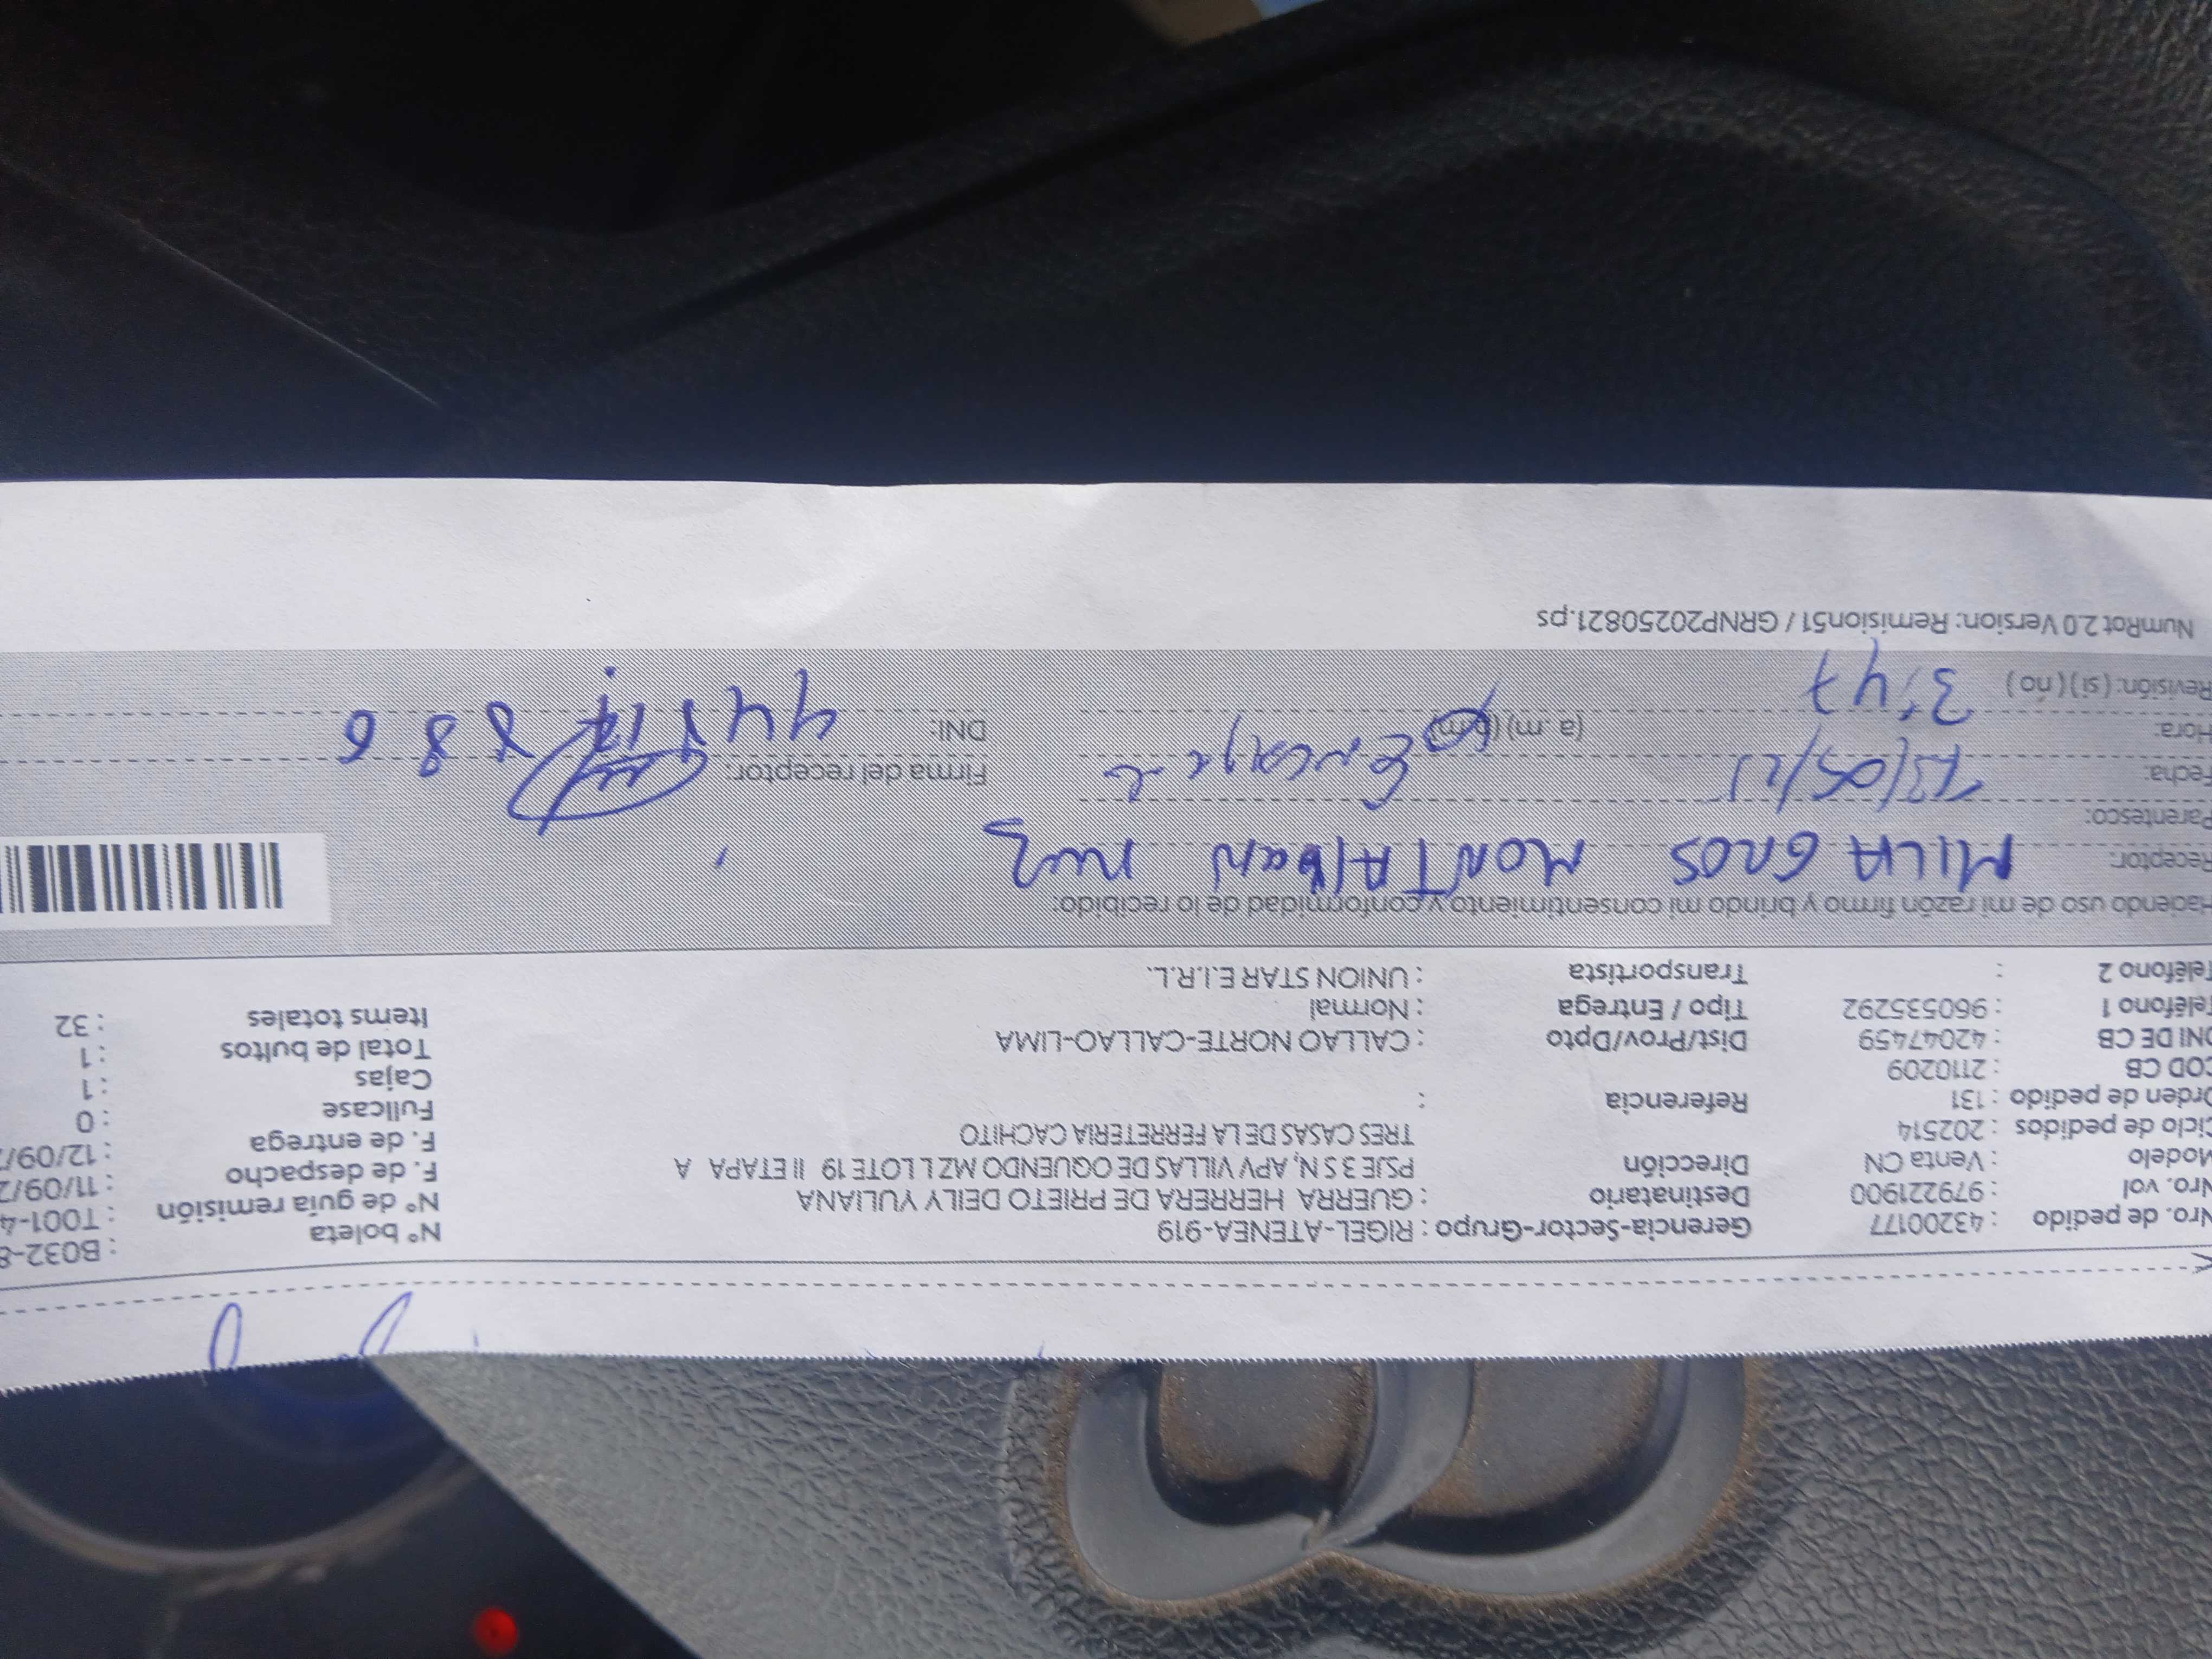 Nro. de pedido : 43200177 Gerencia-Sector-Grupo : RIGEL-ATENEA-919 N° boleta : B032-8
Nro. vol : 979221900 Destinatario : GUERRA HERRERA DE PRIETO DEILY YULIANA N° de guía remisión : T001-4
Modelo : Venta CN Dirección PSJE 3 S N, APV VILLAS DE OQUENDO MZ L LOTE 19 II ETAPA A F. de despacho : 11/09/2
Ciclo de pedidos : 202514 TRES CASAS DE LA FERRETERIA CACHITO F. de entrega : 12/09/
Orden de pedido : 131 Referencia : Fullcase : 0
COD CB : 2110209 Cajas : 1
DNI DE CB : 42047459 Dist/Prov/Dpto : CALLAO NORTE-CALLAO-LIMA Total de bultos : 1
Teléfono 1 : 960535292 Tipo / Entrega : Normal Items totales : 32
Teléfono 2 : Transportista : UNION STAR E.I.R.L.
Haciendo uso de mi razón firmo y brindo mi consentimiento y conformidad de lo recibido:
Receptor: MILAGROS MONTAlbaN
Parentesco:
Fecha: Firma del receptor:
Hora: 3:47 (a. m) (p. m) DNI:
Revisión: ( si ) ( no )
NumRot 2.0 Version: Remision51 / GRNP20250821.ps